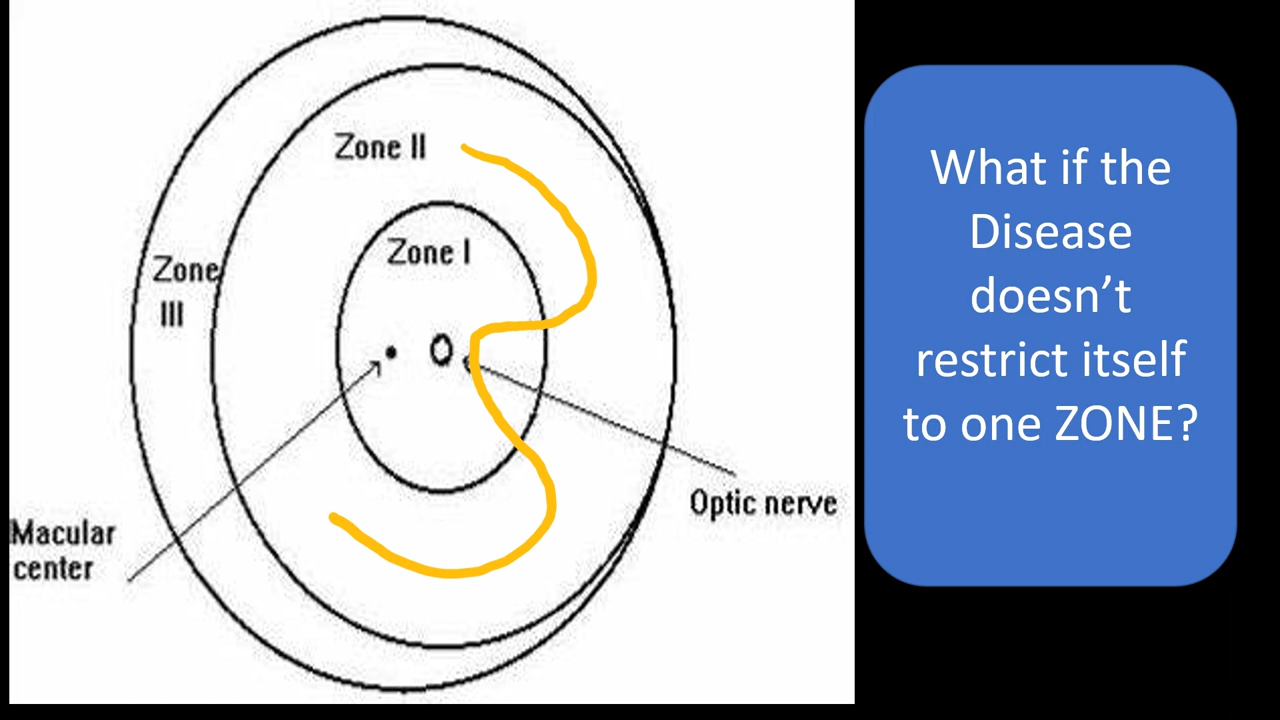 Zone II
Zone I
Zone
III
Macular
center
Optic nerve
What if the
Disease
doesn’t
restrict itself
to one ZONE?